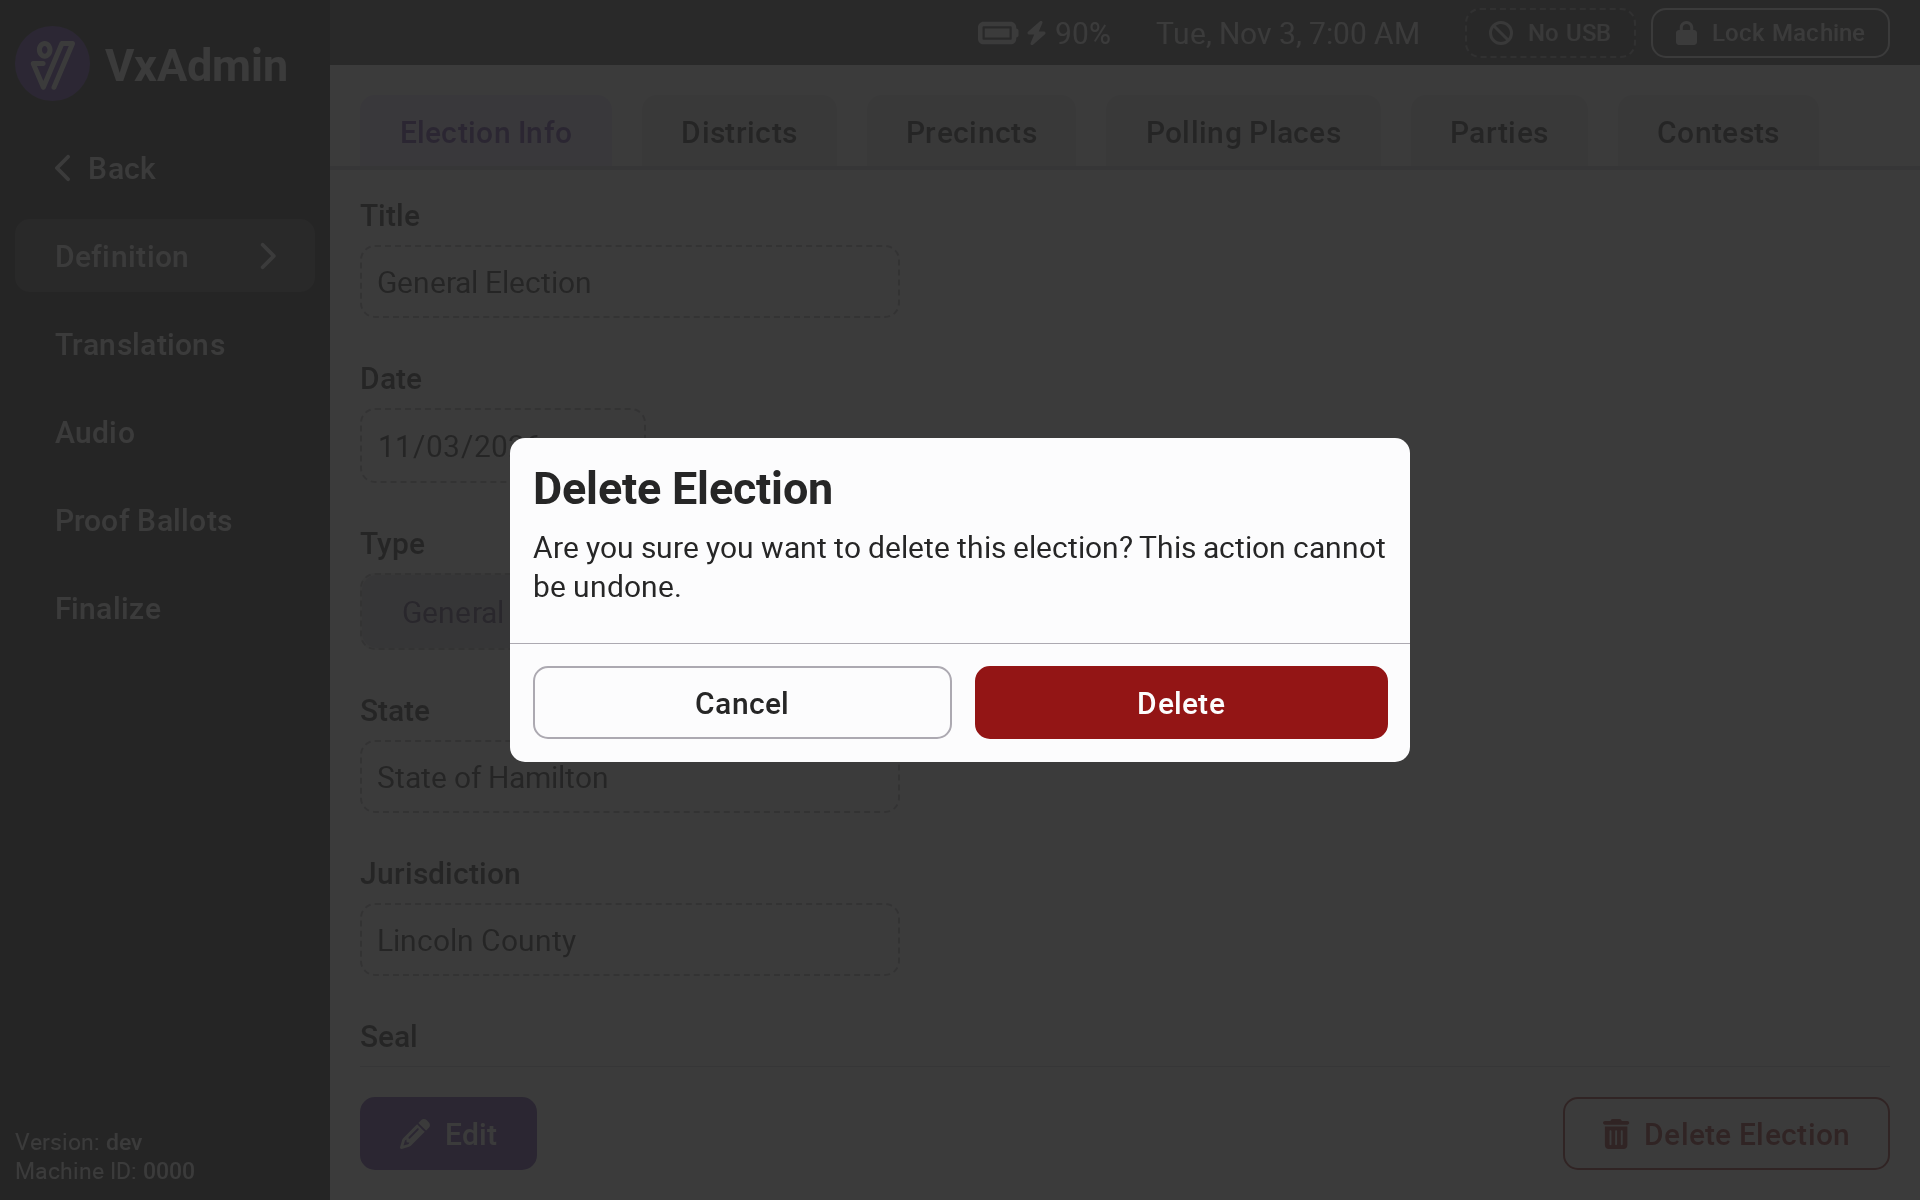 VxAdmin
90%
Tue, Nov 3, 7:00 AM
No USB
Lock Machine
Back
Definition
Translations
Audio
Proof Ballots
Finalize
Version: dev
Machine ID: 0000
Election Info
Districts
Precincts
Polling Places
Parties
Contests
Title
General Election
Date
11/03/20
Type
General
State
State of Hamilton
Jurisdiction
Lincoln County
Seal
Edit
Delete Election
Delete Election
Are you sure you want to delete this election? This action cannot
be undone.
Cancel
Delete